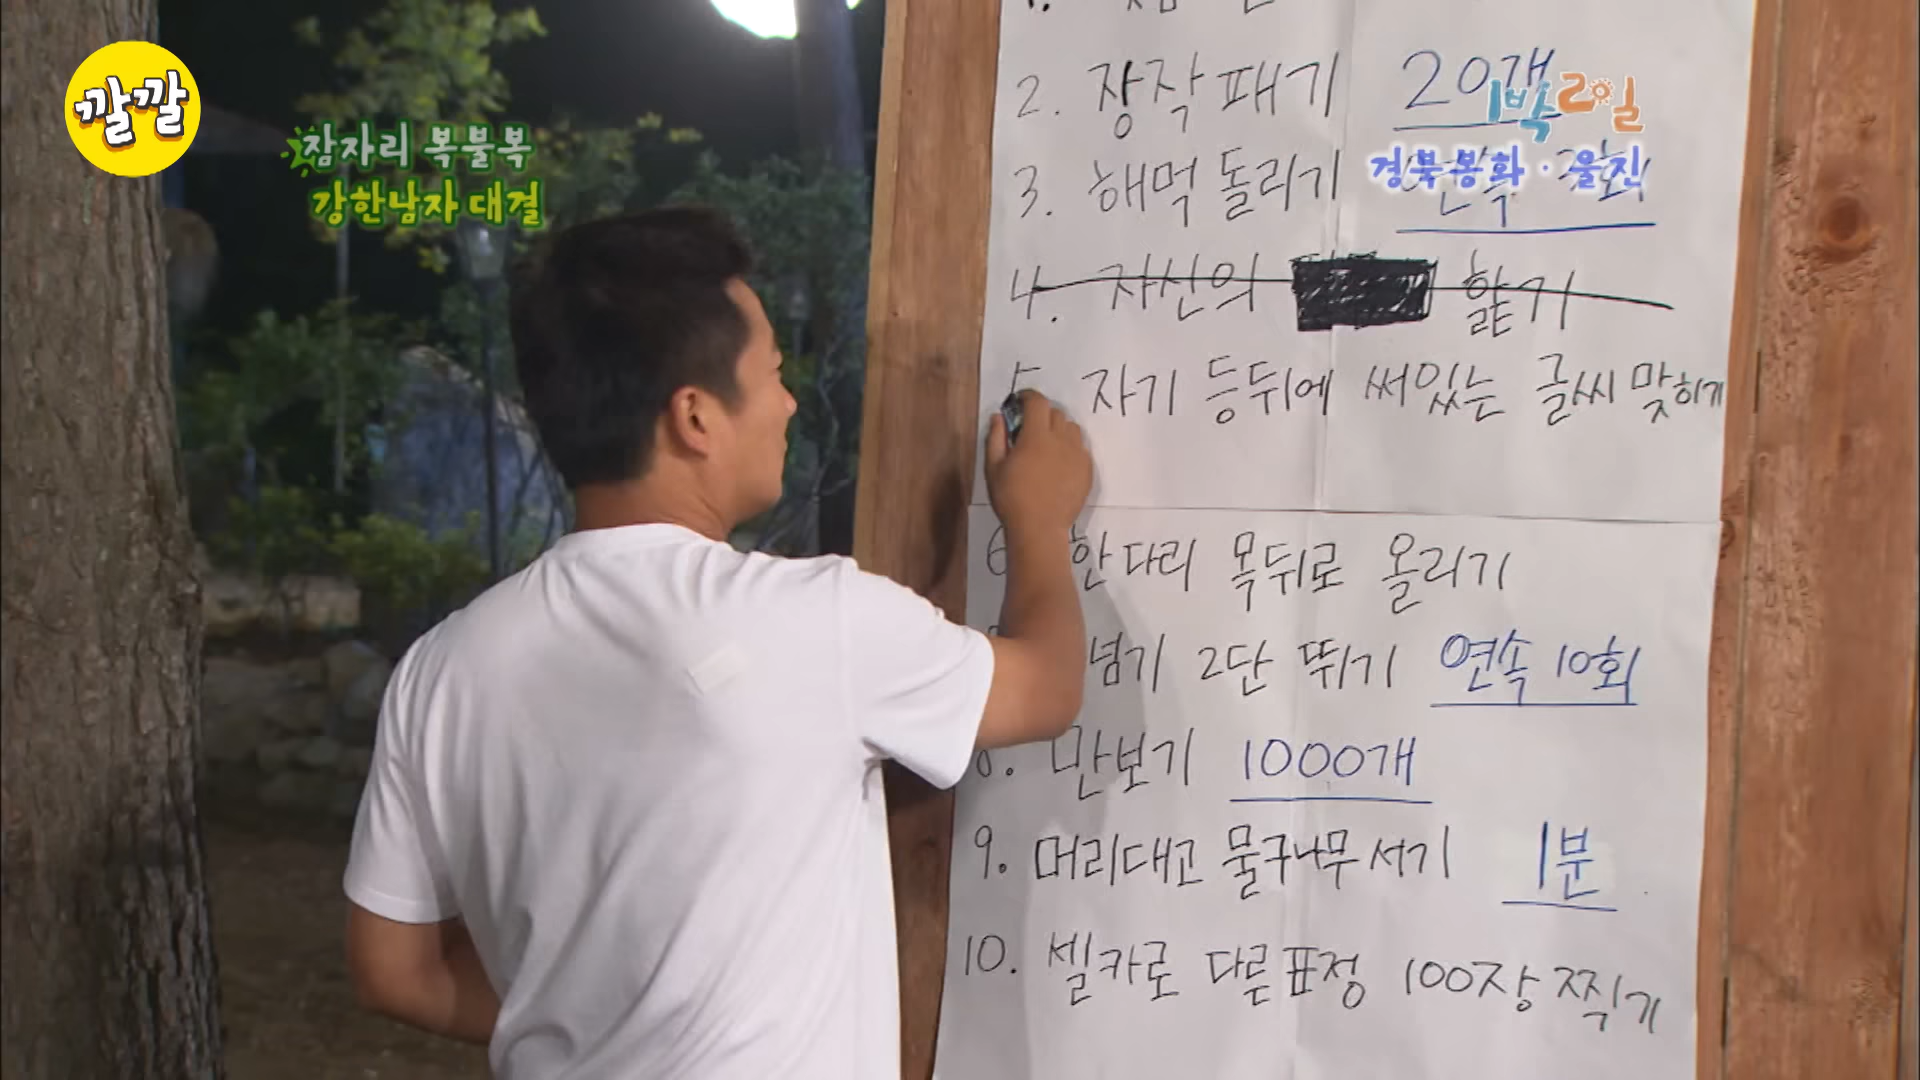 깔깔
잠자리 복불복
강한남자 대결
1박2일
경북봉화·울진
2. 장작패기 20개
3. 해먹 돌리기
4. 자신의 핥기
5 자기 등뒤에 써있는 글씨 맞히기
6 한다리 목뒤로 올리기
넘기 2단 뛰기 연속 10회
8. 만보기 1000개
9. 머리대고 물구나무서기 1분
10. 셀카로 다른표정 100장 찍기